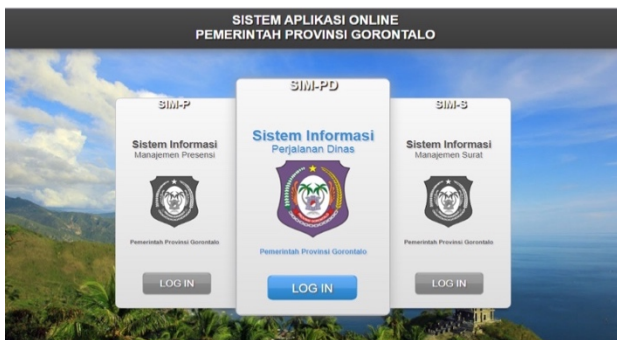 SISTEM APLIKASI ONLINE
PEMERINTAH PROVINSI GORONTALO
SIM-P
Sistem Informasi
Manajemen Presensi
Pemerintah Provinsi Gorontalo
LOG IN
SIM-PD
Sistem Informasi
Perjalanan Dinas
Pemerintah Provinsi Gorontalo
LOG IN
SIM-S
Sistem Informasi
Manajemen Surat
Pemerintah Provinsi Gorontalo
LOG IN